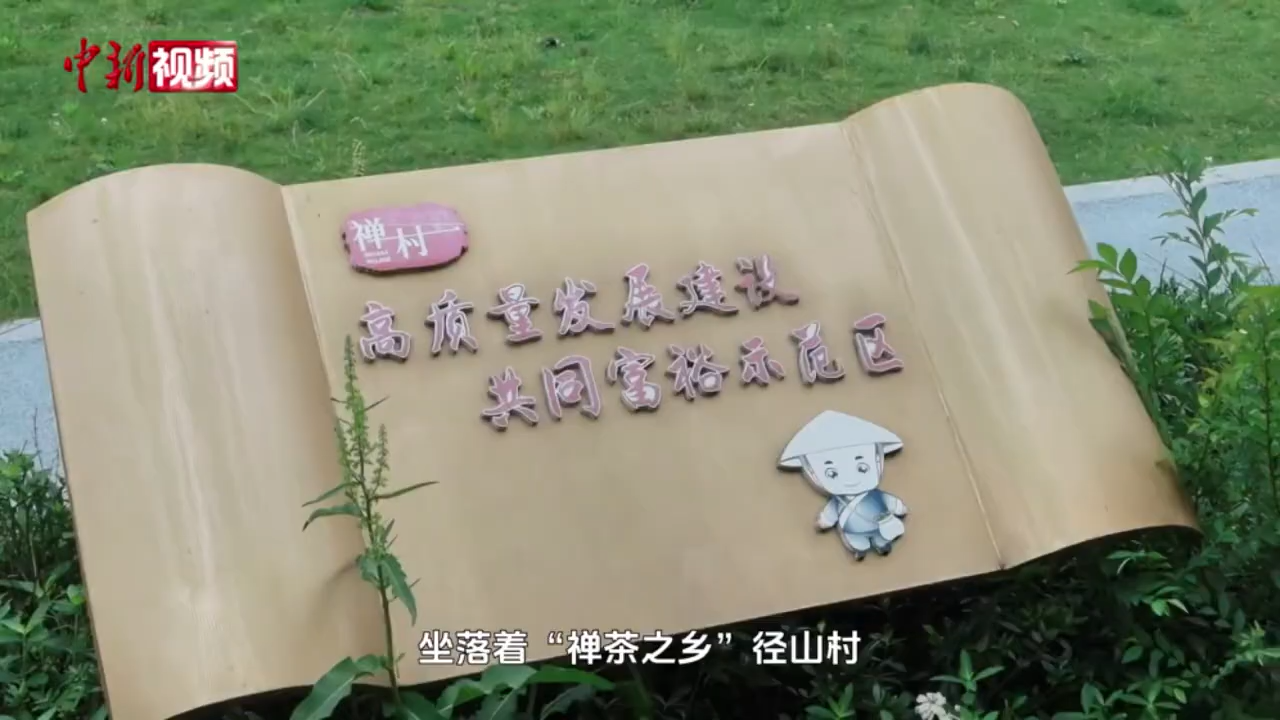 中新视频
禅村
高质量发展建设
共同富裕示范区
坐落着“禅茶之乡”径山村